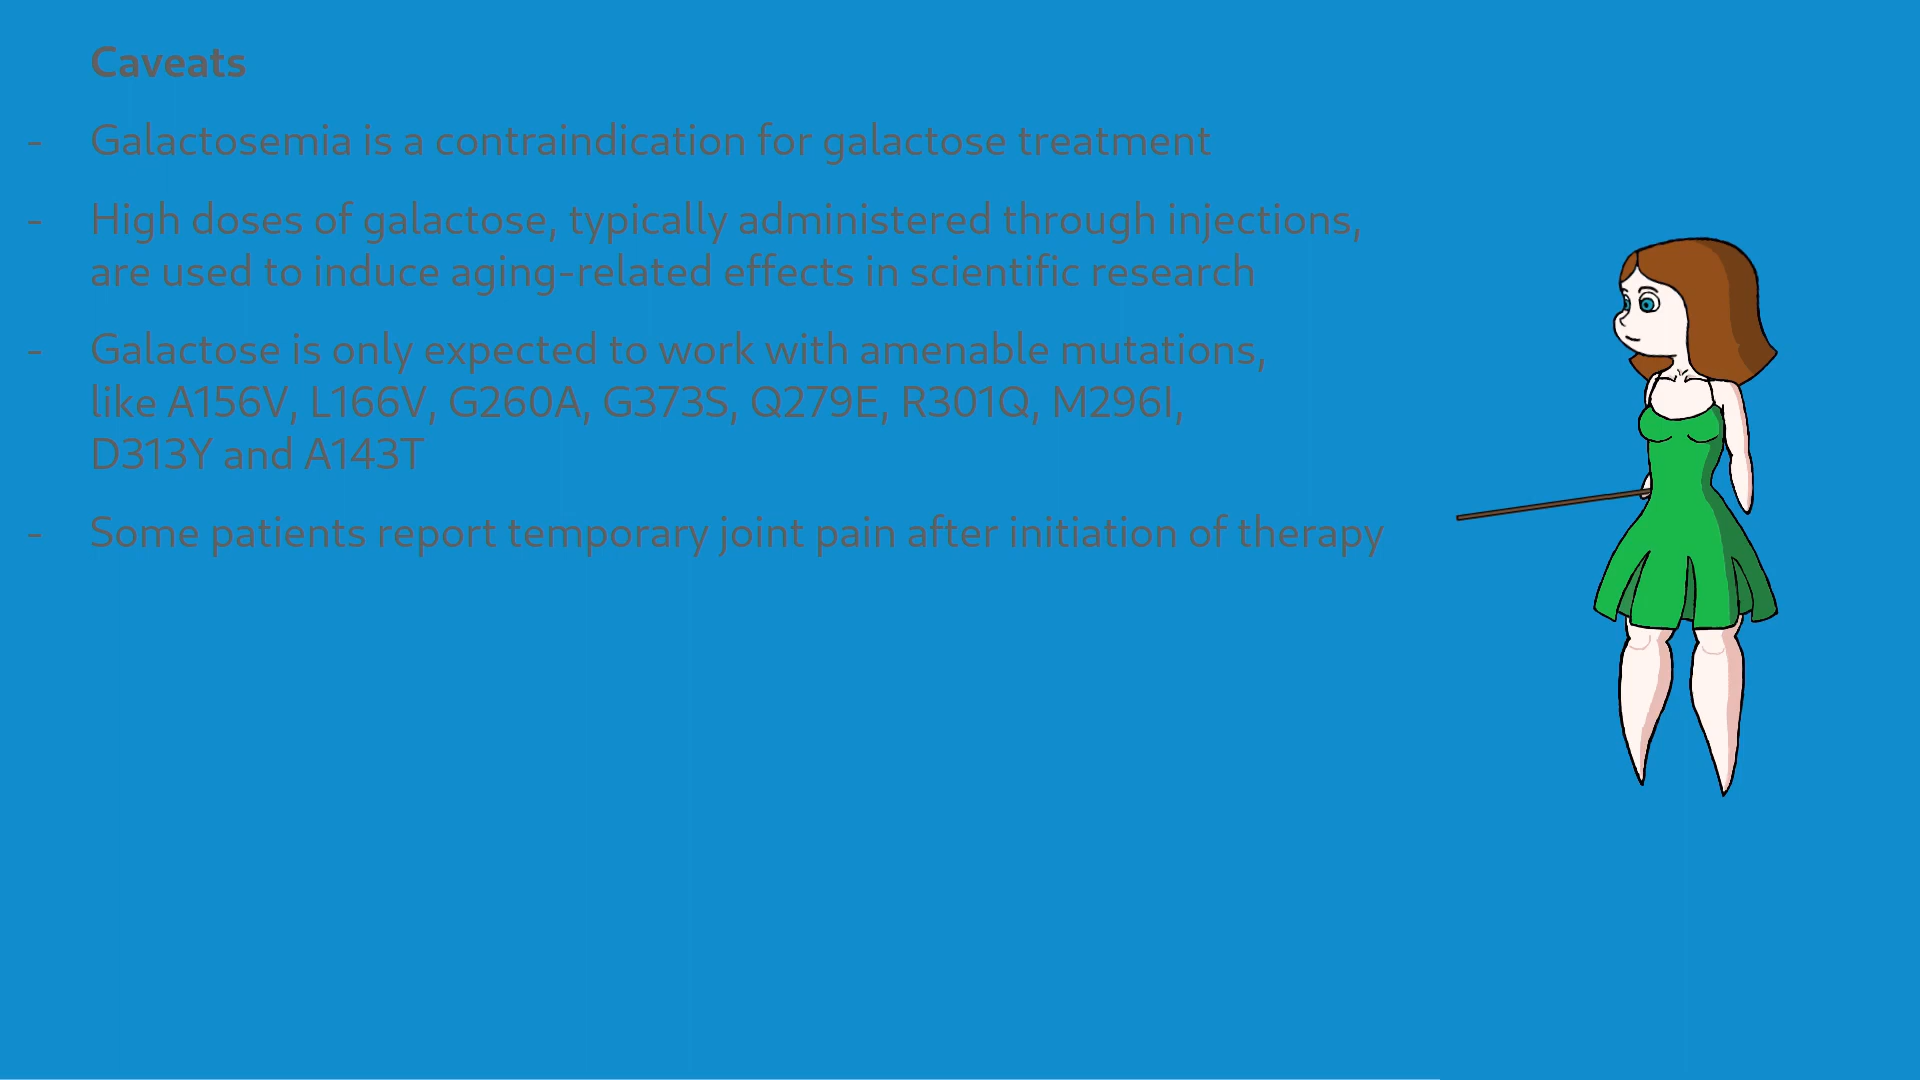 Caveats
- Galactosemia is a contraindication for galactose treatment
- High doses of galactose, typically administered through injections,
are used to induce aging-related effects in scientific research
- Galactose is only expected to work with amenable mutations,
like A156V, L166V, G260A, G373S, Q279E, R301Q, M296I,
D313Y and A143T
- Some patients report temporary joint pain after initiation of therapy